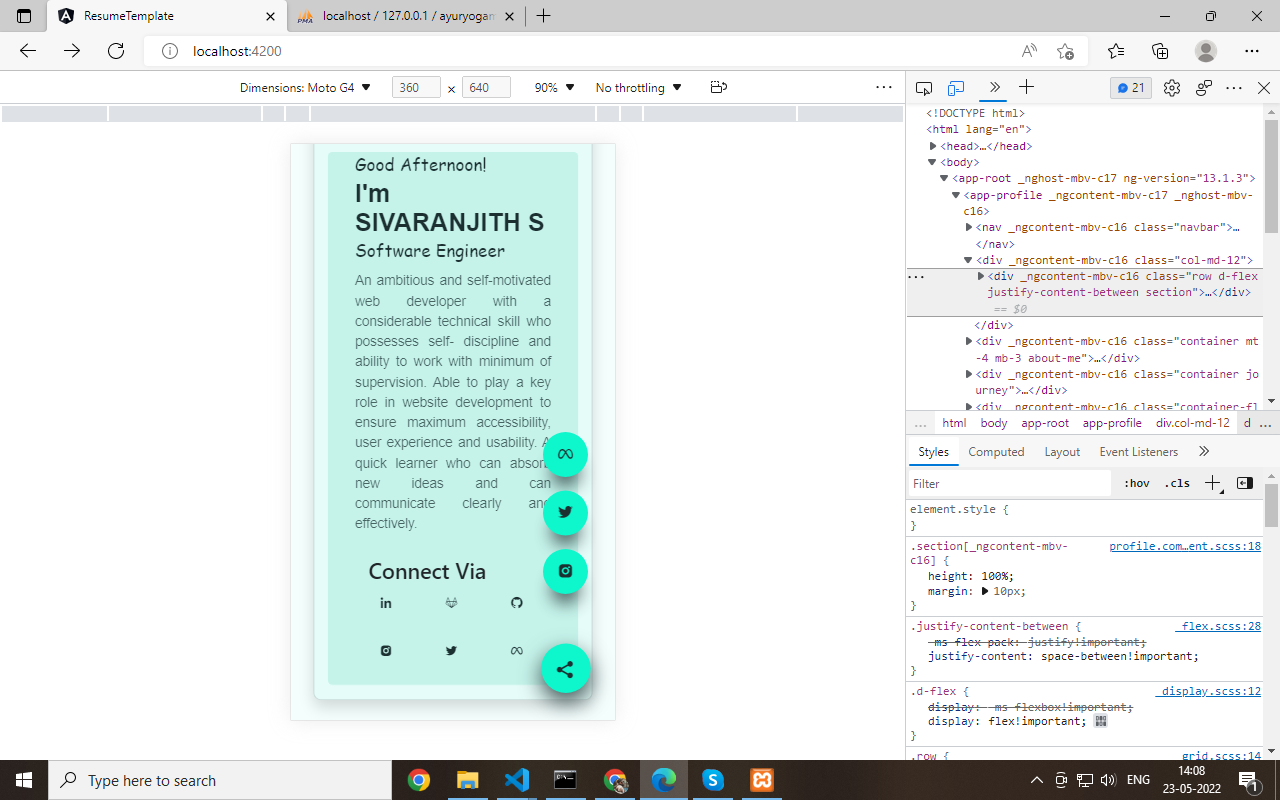 ResumeTemplate
localhost / 127.0.0.1 / ayuryogam
localhost:4200
Dimensions: Moto G4
360 × 640
90%
No throttling
21
Good Afternoon!
I'm
SIVARANJITH S
Software Engineer
An ambitious and self-motivated
web developer with a
considerable technical skill who
possesses self- discipline and
ability to work with minimum of
supervision. Able to play a key
role in website development to
ensure maximum accessibility,
user experience and usability. A
quick learner who can absorb
new ideas and can
communicate clearly and
effectively.
Connect Via
<!DOCTYPE html>
<html lang="en">
<head>…</head>
<body>
<app-root _nghost-mbv-c17 ng-version="13.1.3">
<app-profile _ngcontent-mbv-c17 _nghost-mbv-
c16>
<nav _ngcontent-mbv-c16 class="navbar">…
</nav>
<div _ngcontent-mbv-c16 class="col-md-12">
<div _ngcontent-mbv-c16 class="row d-flex
justify-content-between section">…</div>
== $0
</div>
<div _ngcontent-mbv-c16 class="container mt
-4 mb-3 about-me">…</div>
<div _ngcontent-mbv-c16 class="container jo
urney">…</div>
<div _ngcontent-mbv-c16 class="container-fl
… html body app-root app-profile div.col-md-12 d …
Styles Computed Layout Event Listeners
Filter :hov .cls
element.style {
}
.section[_ngcontent-mbv- profile.com…ent.scss:18
c16] {
height: 100%;
margin: 10px;
}
.justify-content-between { _flex.scss:28
-ms-flex-pack: justify!important;
justify-content: space-between!important;
}
.d-flex { _display.scss:12
display: -ms-flexbox!important;
display: flex!important;
}
.row { grid.scss:14
Type here to search
ENG
14:08
23-05-2022
1